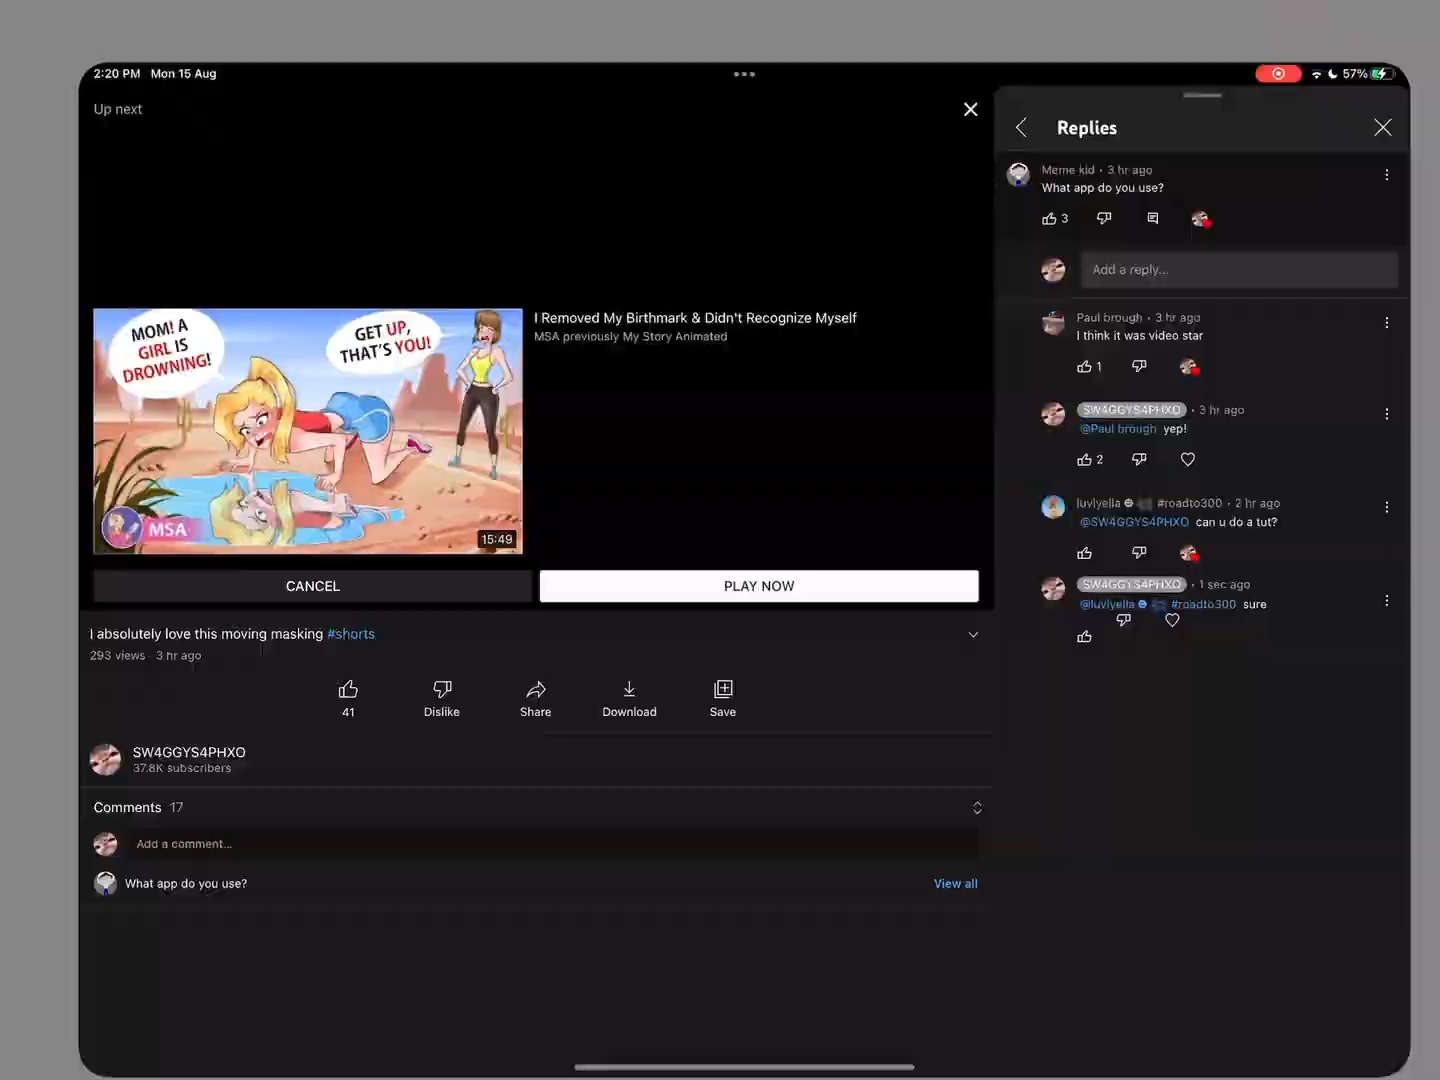 2:20 PM Mon 15 Aug
57%
Up next
MOM! A
GIRL IS
DROWNING!
GET UP,
THAT'S YOU!
MSA
15:49
I Removed My Birthmark & Didn't Recognize Myself
MSA previously My Story Animated
CANCEL
PLAY NOW
I absolutely love this moving masking #shorts
293 views · 3 hr ago
41
Dislike
Share
Download
Save
SW4GGYS4PHXO
37.8K subscribers
Comments 17
Add a comment...
What app do you use?
View all
Replies
Meme kid · 3 hr ago
What app do you use?
3
Add a reply...
Paul brough · 3 hr ago
I think it was video star
1
SW4GGYS4PHXO · 3 hr ago
@Paul brough yep!
2
luvlyella #roadto300 · 2 hr ago
@SW4GGYS4PHXO can u do a tut?
SW4GGYS4PHXO · 1 sec ago
@luvlyella #roadto300 sure